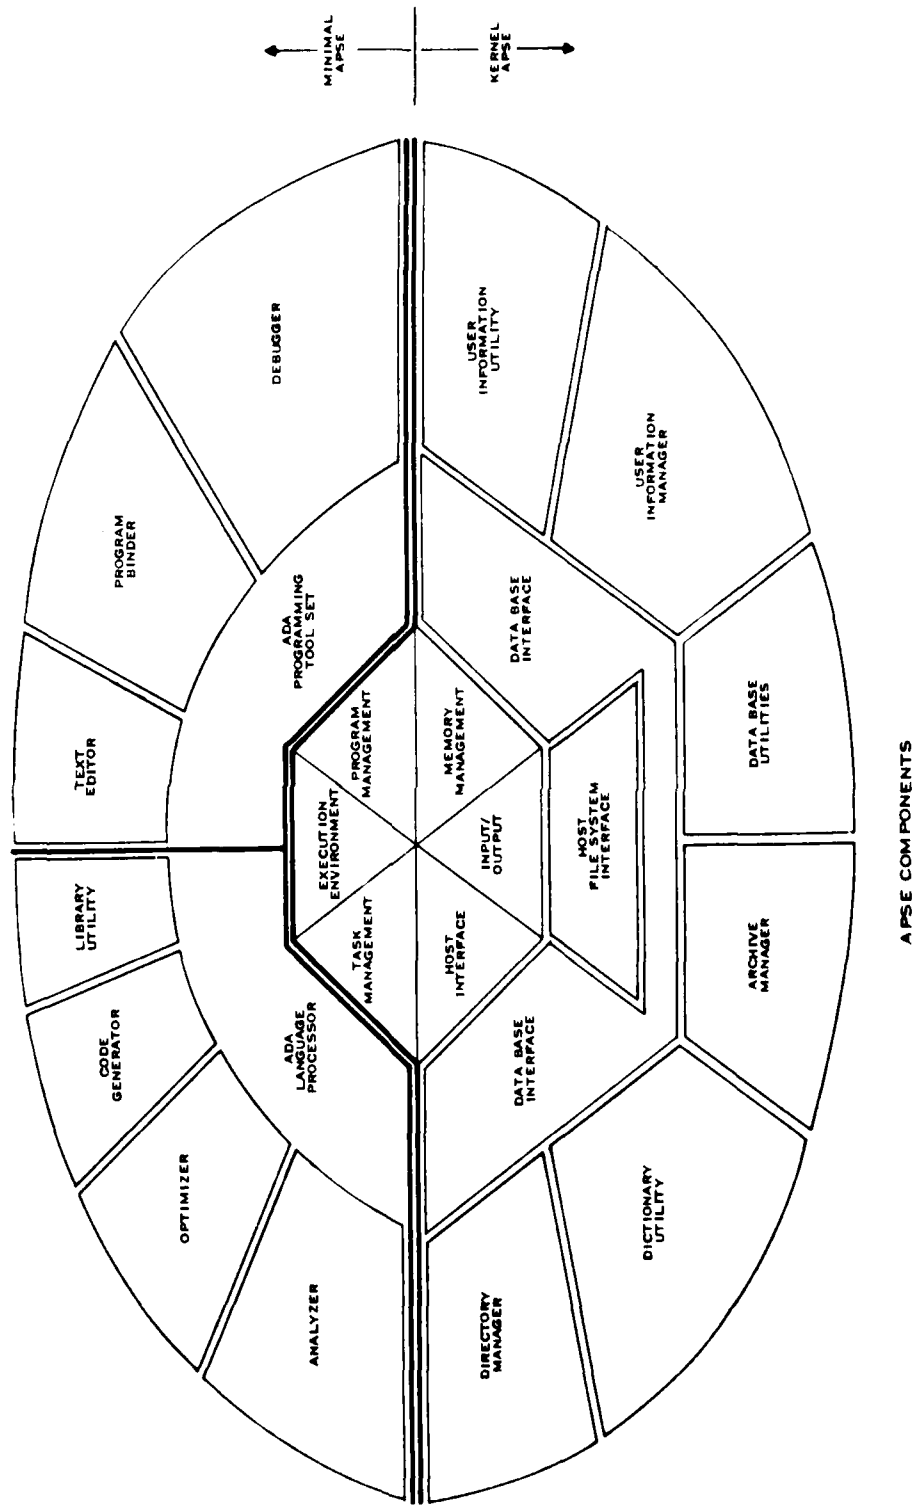 MINIMAL
APSE
KERNEL
APSE
LIBRARY
UTILITY
TEXT
EDITOR
CODE
GENERATOR
PROGRAM
BINDER
OPTIMIZER
DEBUGGER
ANALYZER
ADA
LANGUAGE
PROCESSOR
ADA
PROGRAMMING
TOOL SET
TASK
MANAGEMENT
EXECUTION
ENVIRONMENT
PROGRAM
MANAGEMENT
HOST
INTERFACE
INPUT/
OUTPUT
MEMORY
MANAGEMENT
DIRECTORY
MANAGER
DATA BASE
INTERFACE
HOST
FILE SYSTEM
INTERFACE
DATA BASE
INTERFACE
USER
INFORMATION
UTILITY
DICTIONARY
UTILITY
ARCHIVE
MANAGER
DATA BASE
UTILITIES
USER
INFORMATION
MANAGER
APSE COMPONENTS